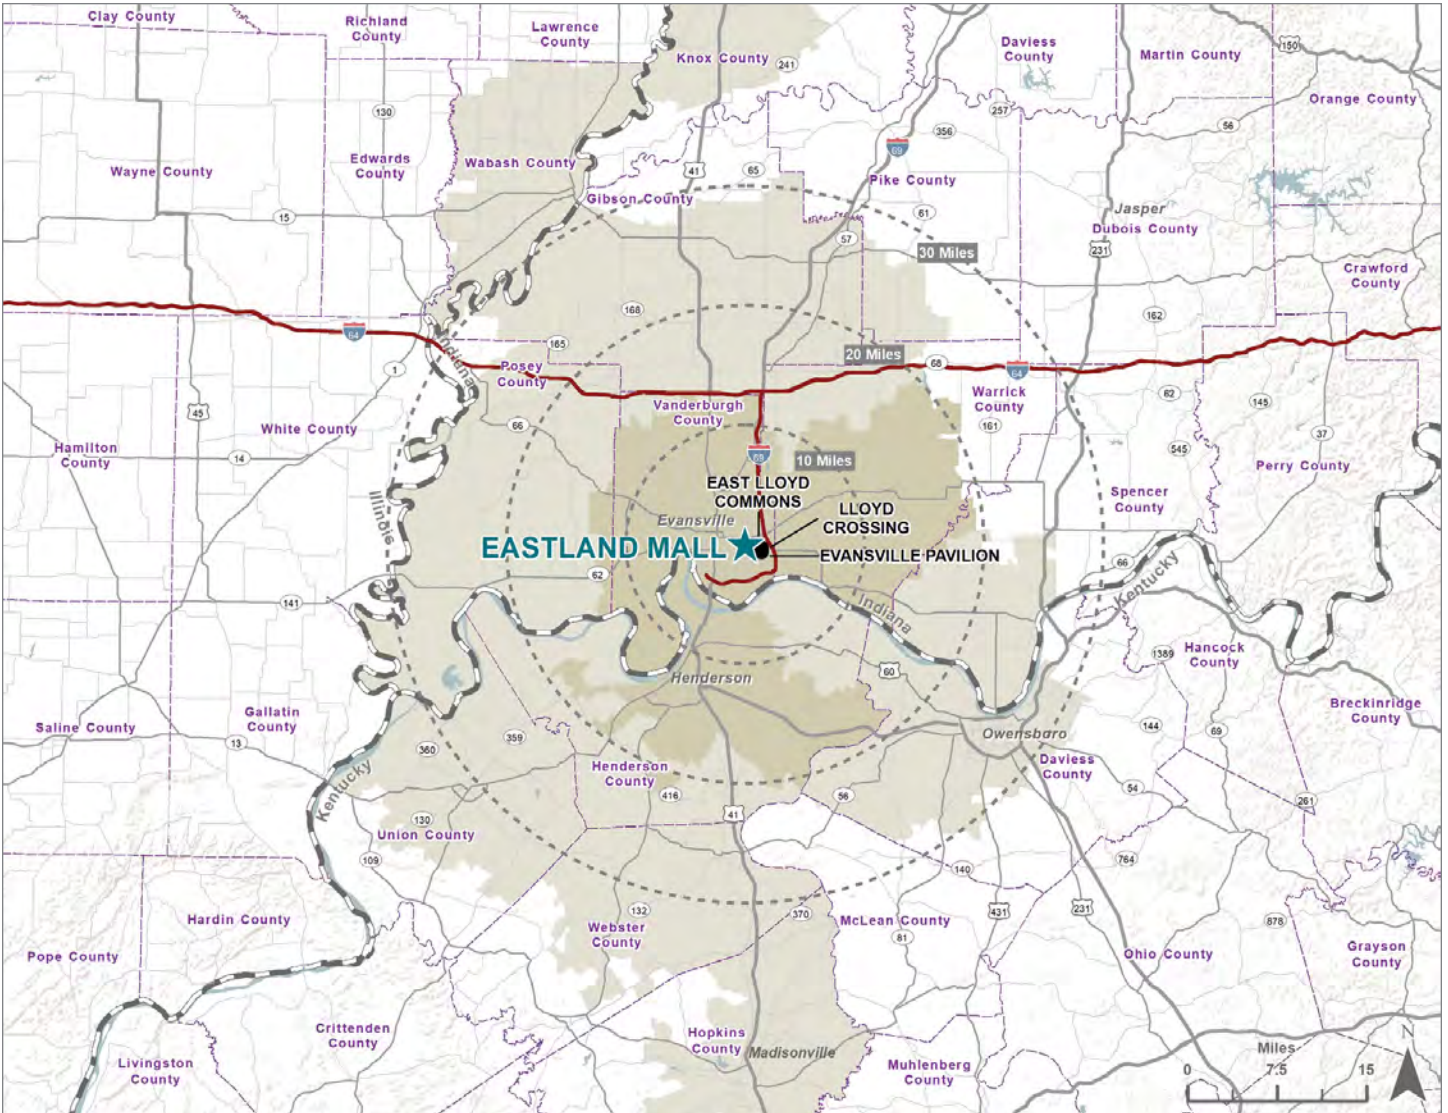 Clay County
Richland
County
Lawrence
County
Knox County
241
Daviess
County
Martin County
150
Orange County
130
257
56
356
Wayne County
Edwards
County
Wabash County
69
41
65
Pike County
Gibson County
15
61
Jasper
Dubois County
57
231
30 Miles
Crawford
County
168
162
64
Indiana
165
20 Miles
68
64
Posey
County
1
Warrick
County
62
Vanderburgh
County
145
45
66
161
White County
37
Hamilton
County
14
69
10 Miles
545
Perry County
EAST LLOYD
COMMONS
Spencer
County
Illinois
LLOYD
CROSSING
Evansville
EASTLAND MALL
EVANSVILLE PAVILION
66
Kentucky
62
141
Indiana
Hancock
County
1389
60
Henderson
Breckinridge
County
Gallatin
County
Saline County
144
69
13
359
360
Owensboro
Daviess
County
Henderson
County
Kentucky
416
56
54
261
41
130
Union County
109
764
140
132
370
431
231
Hardin County
McLean County
878
Webster
County
81
Pope County
Ohio County
Grayson
County
Crittenden
County
Hopkins
County
Madisonville
N
Miles
0 7.5 15
Livingston
County
Muhlenberg
County